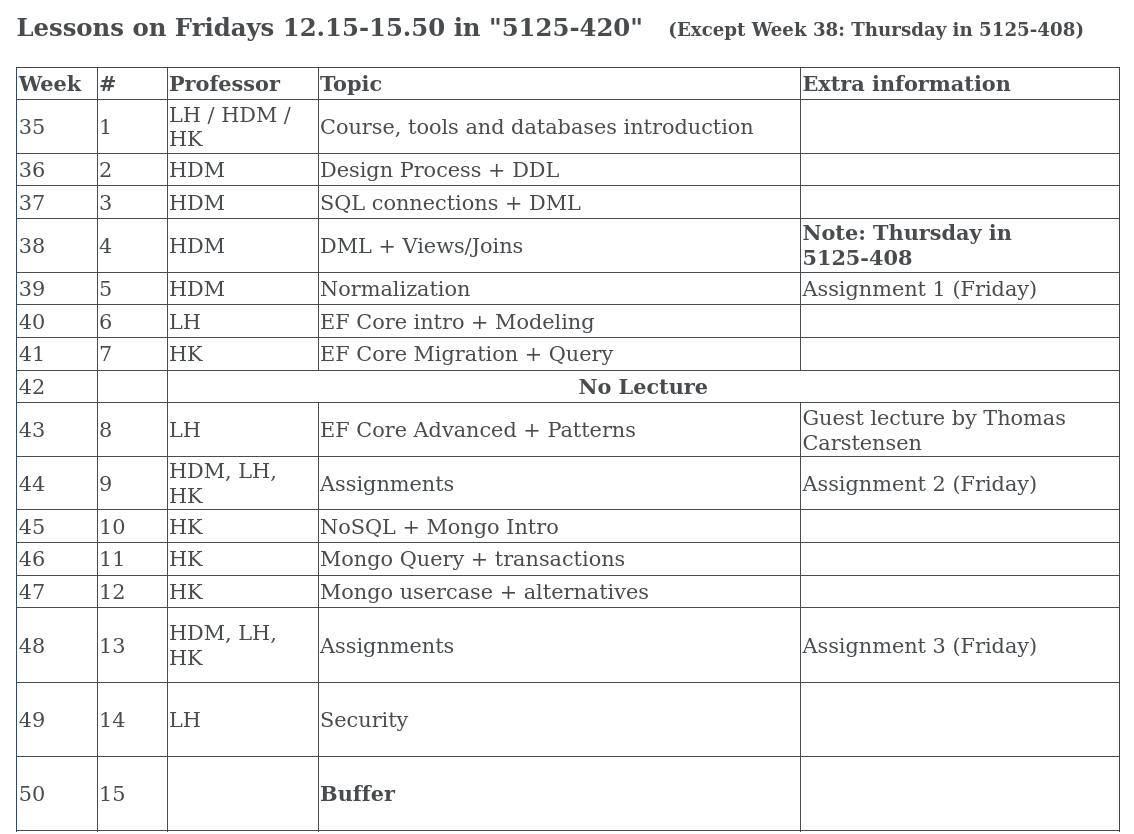 Lessons on Fridays 12.15-15.50 in "5125-420" (Except Week 38: Thursday in 5125-408)
Week # Professor Topic Extra information
35 1 LH / HDM / HK Course, tools and databases introduction
36 2 HDM Design Process + DDL
37 3 HDM SQL connections + DML
38 4 HDM DML + Views/Joins Note: Thursday in 5125-408
39 5 HDM Normalization Assignment 1 (Friday)
40 6 LH EF Core intro + Modeling
41 7 HK EF Core Migration + Query
42 No Lecture
43 8 LH EF Core Advanced + Patterns Guest lecture by Thomas Carstensen
44 9 HDM, LH, HK Assignments Assignment 2 (Friday)
45 10 HK NoSQL + Mongo Intro
46 11 HK Mongo Query + transactions
47 12 HK Mongo usercase + alternatives
48 13 HDM, LH, HK Assignments Assignment 3 (Friday)
49 14 LH Security
50 15 Buffer